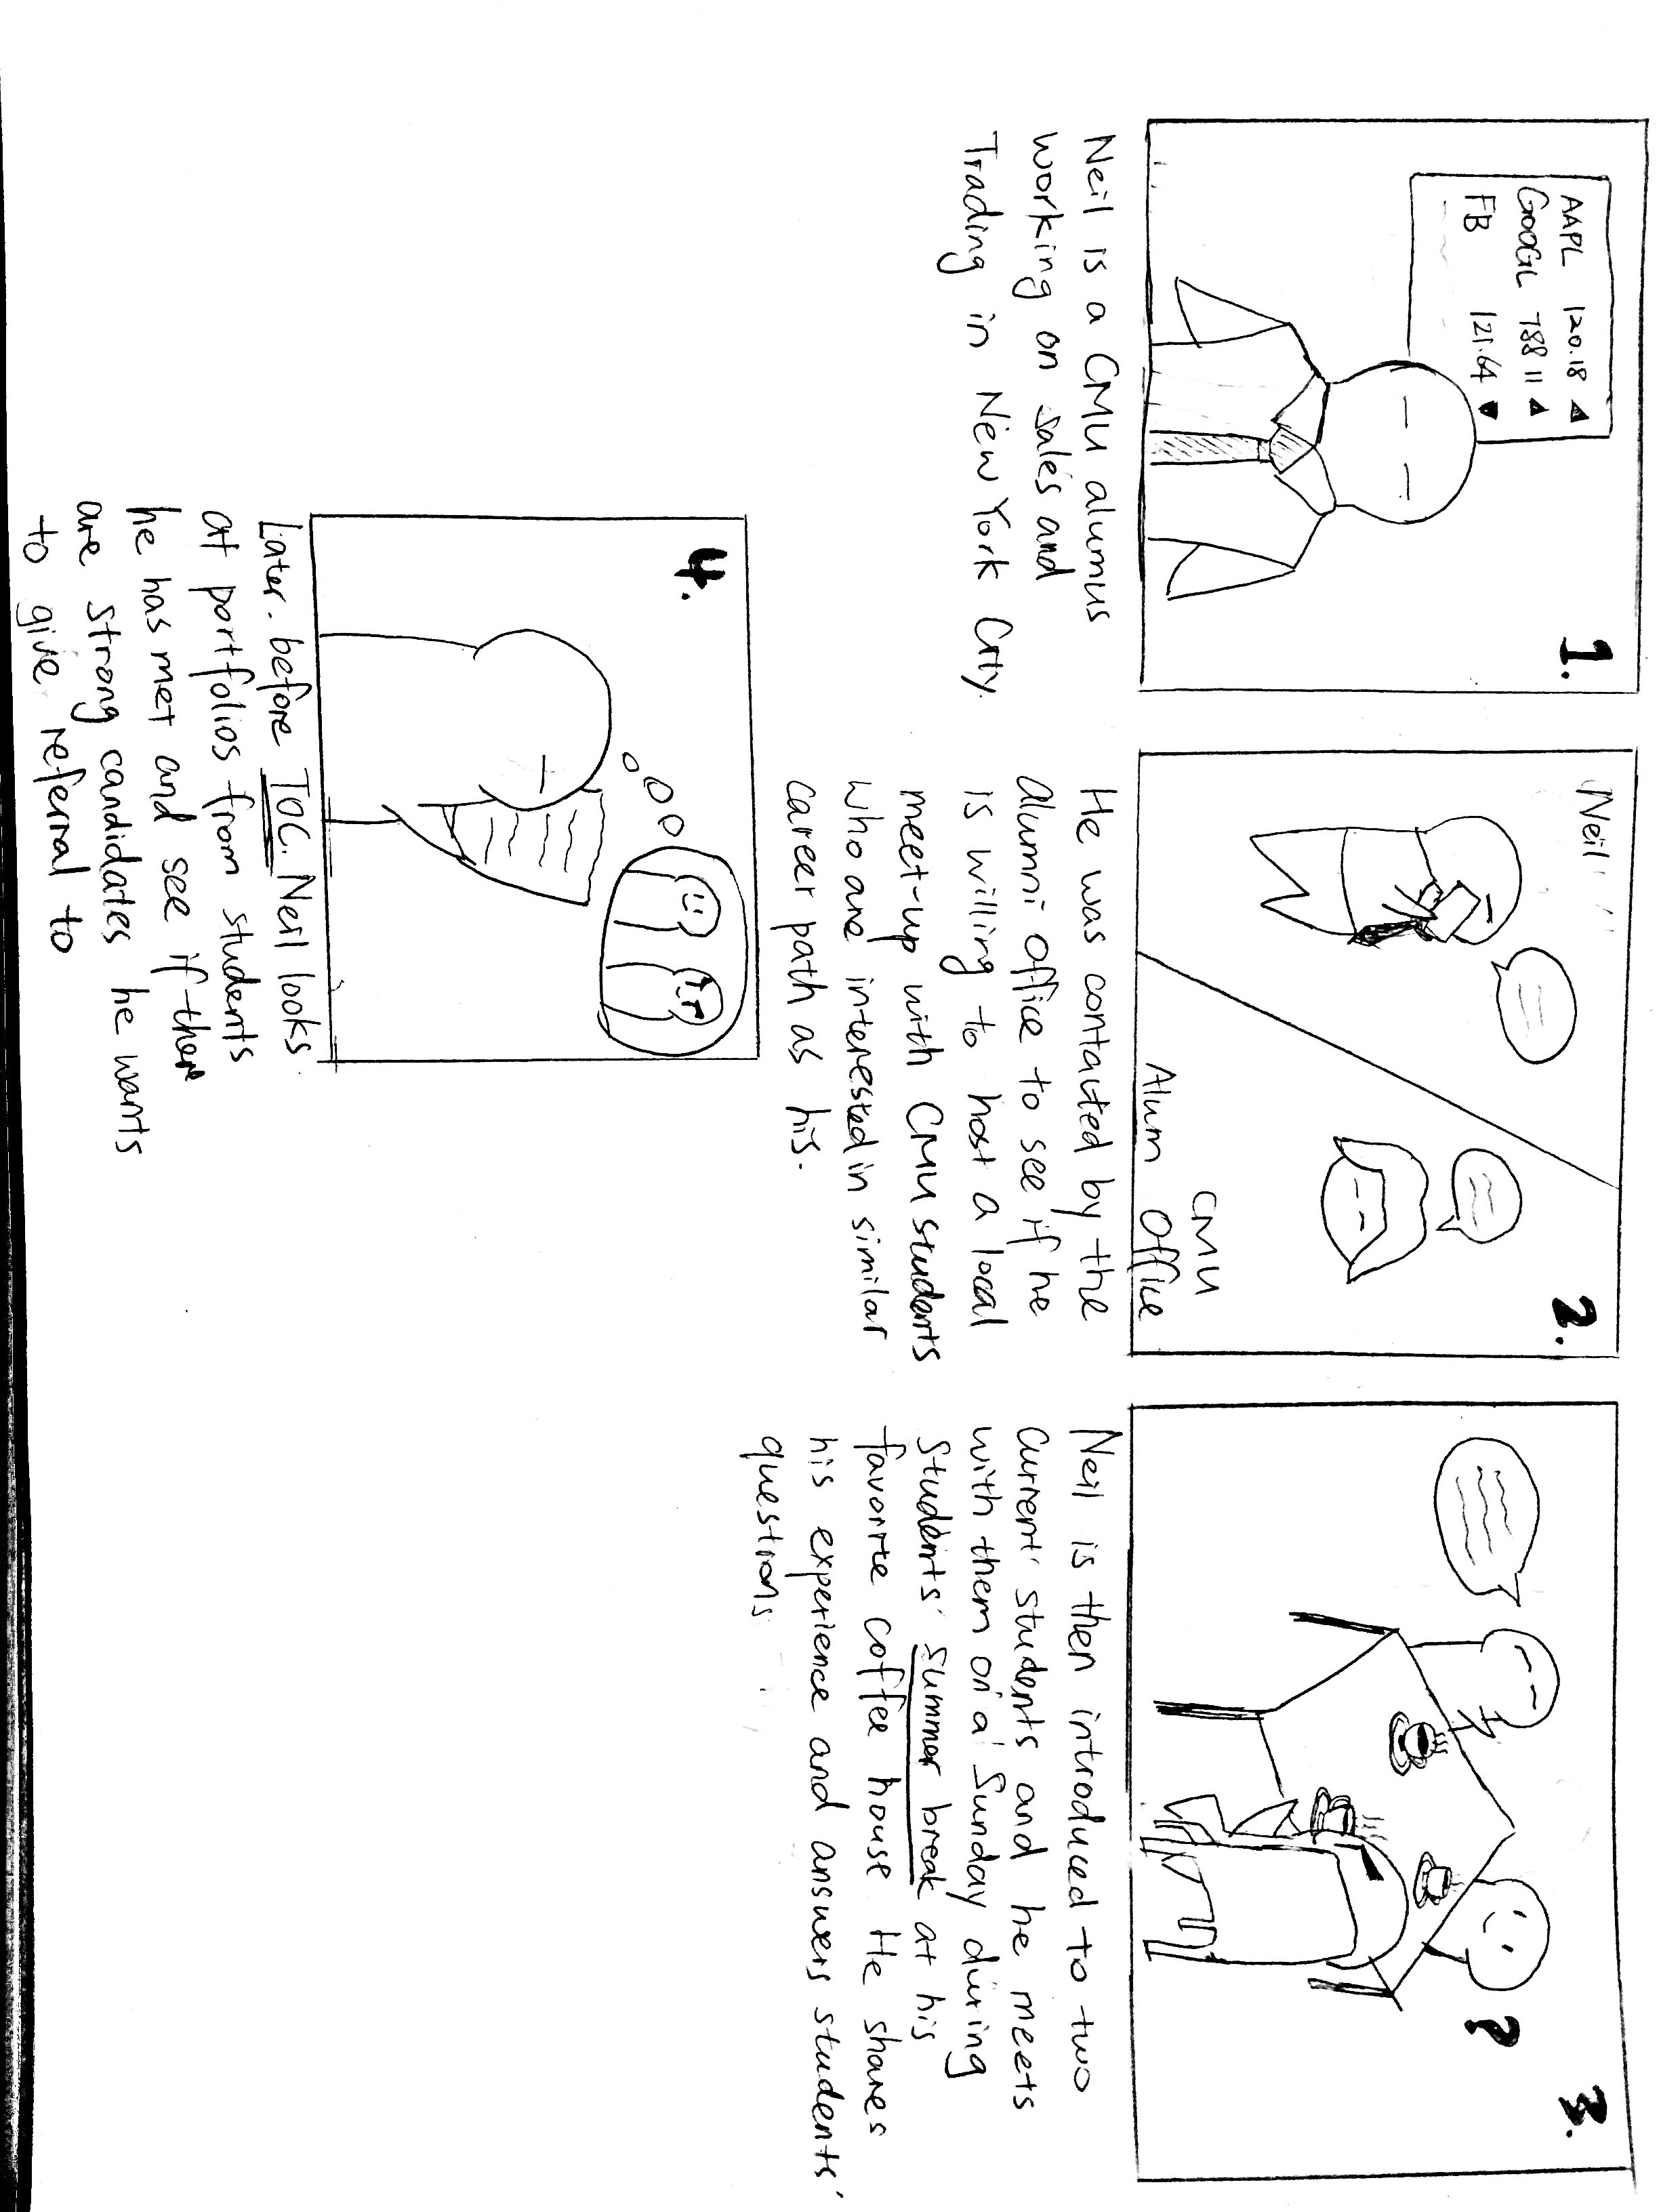 1.
AAPL 120.18 ▲
GOOGL 788 11 ▲
FB 121.64 ▼
Neil is a CMU alumus
working on sales and
Trading in New York City.
2.
Neil
CMU
Alum Office
He was contacted by the
alumni office to see if he
is willing to host a local
meet-up with CMU students
who are interested in similar
career path as his.
3.
?
Neil is then introduced to two
current students and he meets
with them on a Sunday during
students' summer break at his
favorite coffee house He shares
his experience and answers students'
questions
4.
Later. before TOC. Neil looks
at portfolios from students
he has met and see if there
are strong candidates he wants
to give referral to